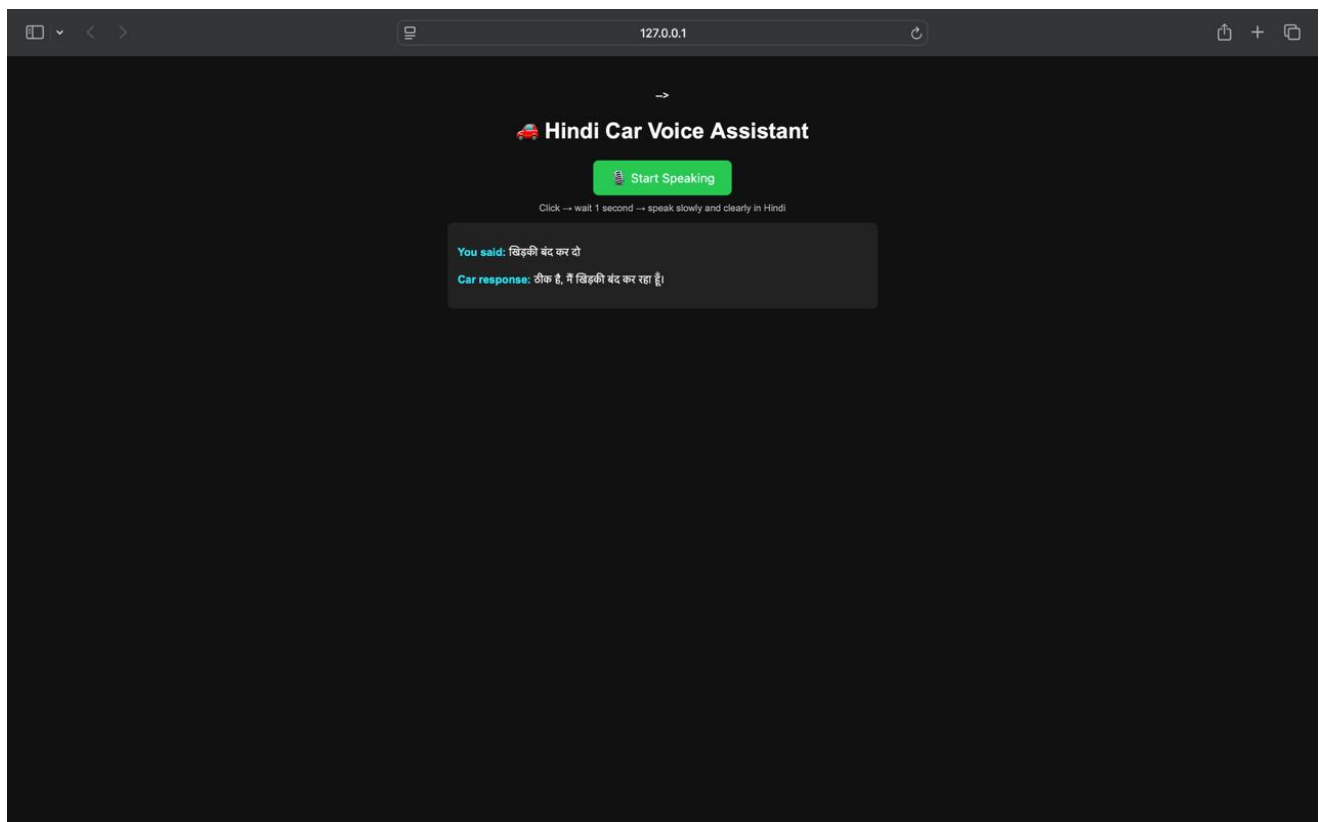 127.0.0.1
-->
🚗 Hindi Car Voice Assistant
🎙️ Start Speaking
Click → wait 1 second → speak slowly and clearly in Hindi
You said: खिड़की बंद कर दो
Car response: ठीक है, मैं खिड़की बंद कर रहा हूँ।